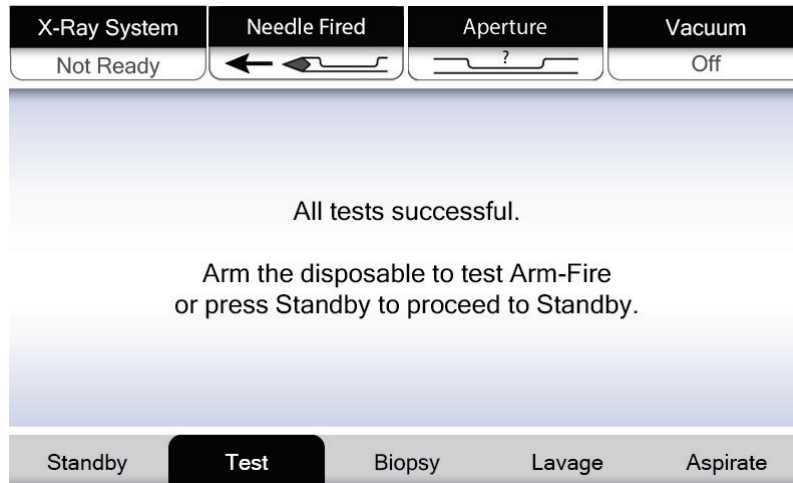 X-Ray System Needle Fired Aperture Vacuum
Not Ready ? Off
All tests successful.
Arm the disposable to test Arm-Fire
or press Standby to proceed to Standby.
Standby Test Biopsy Lavage Aspirate